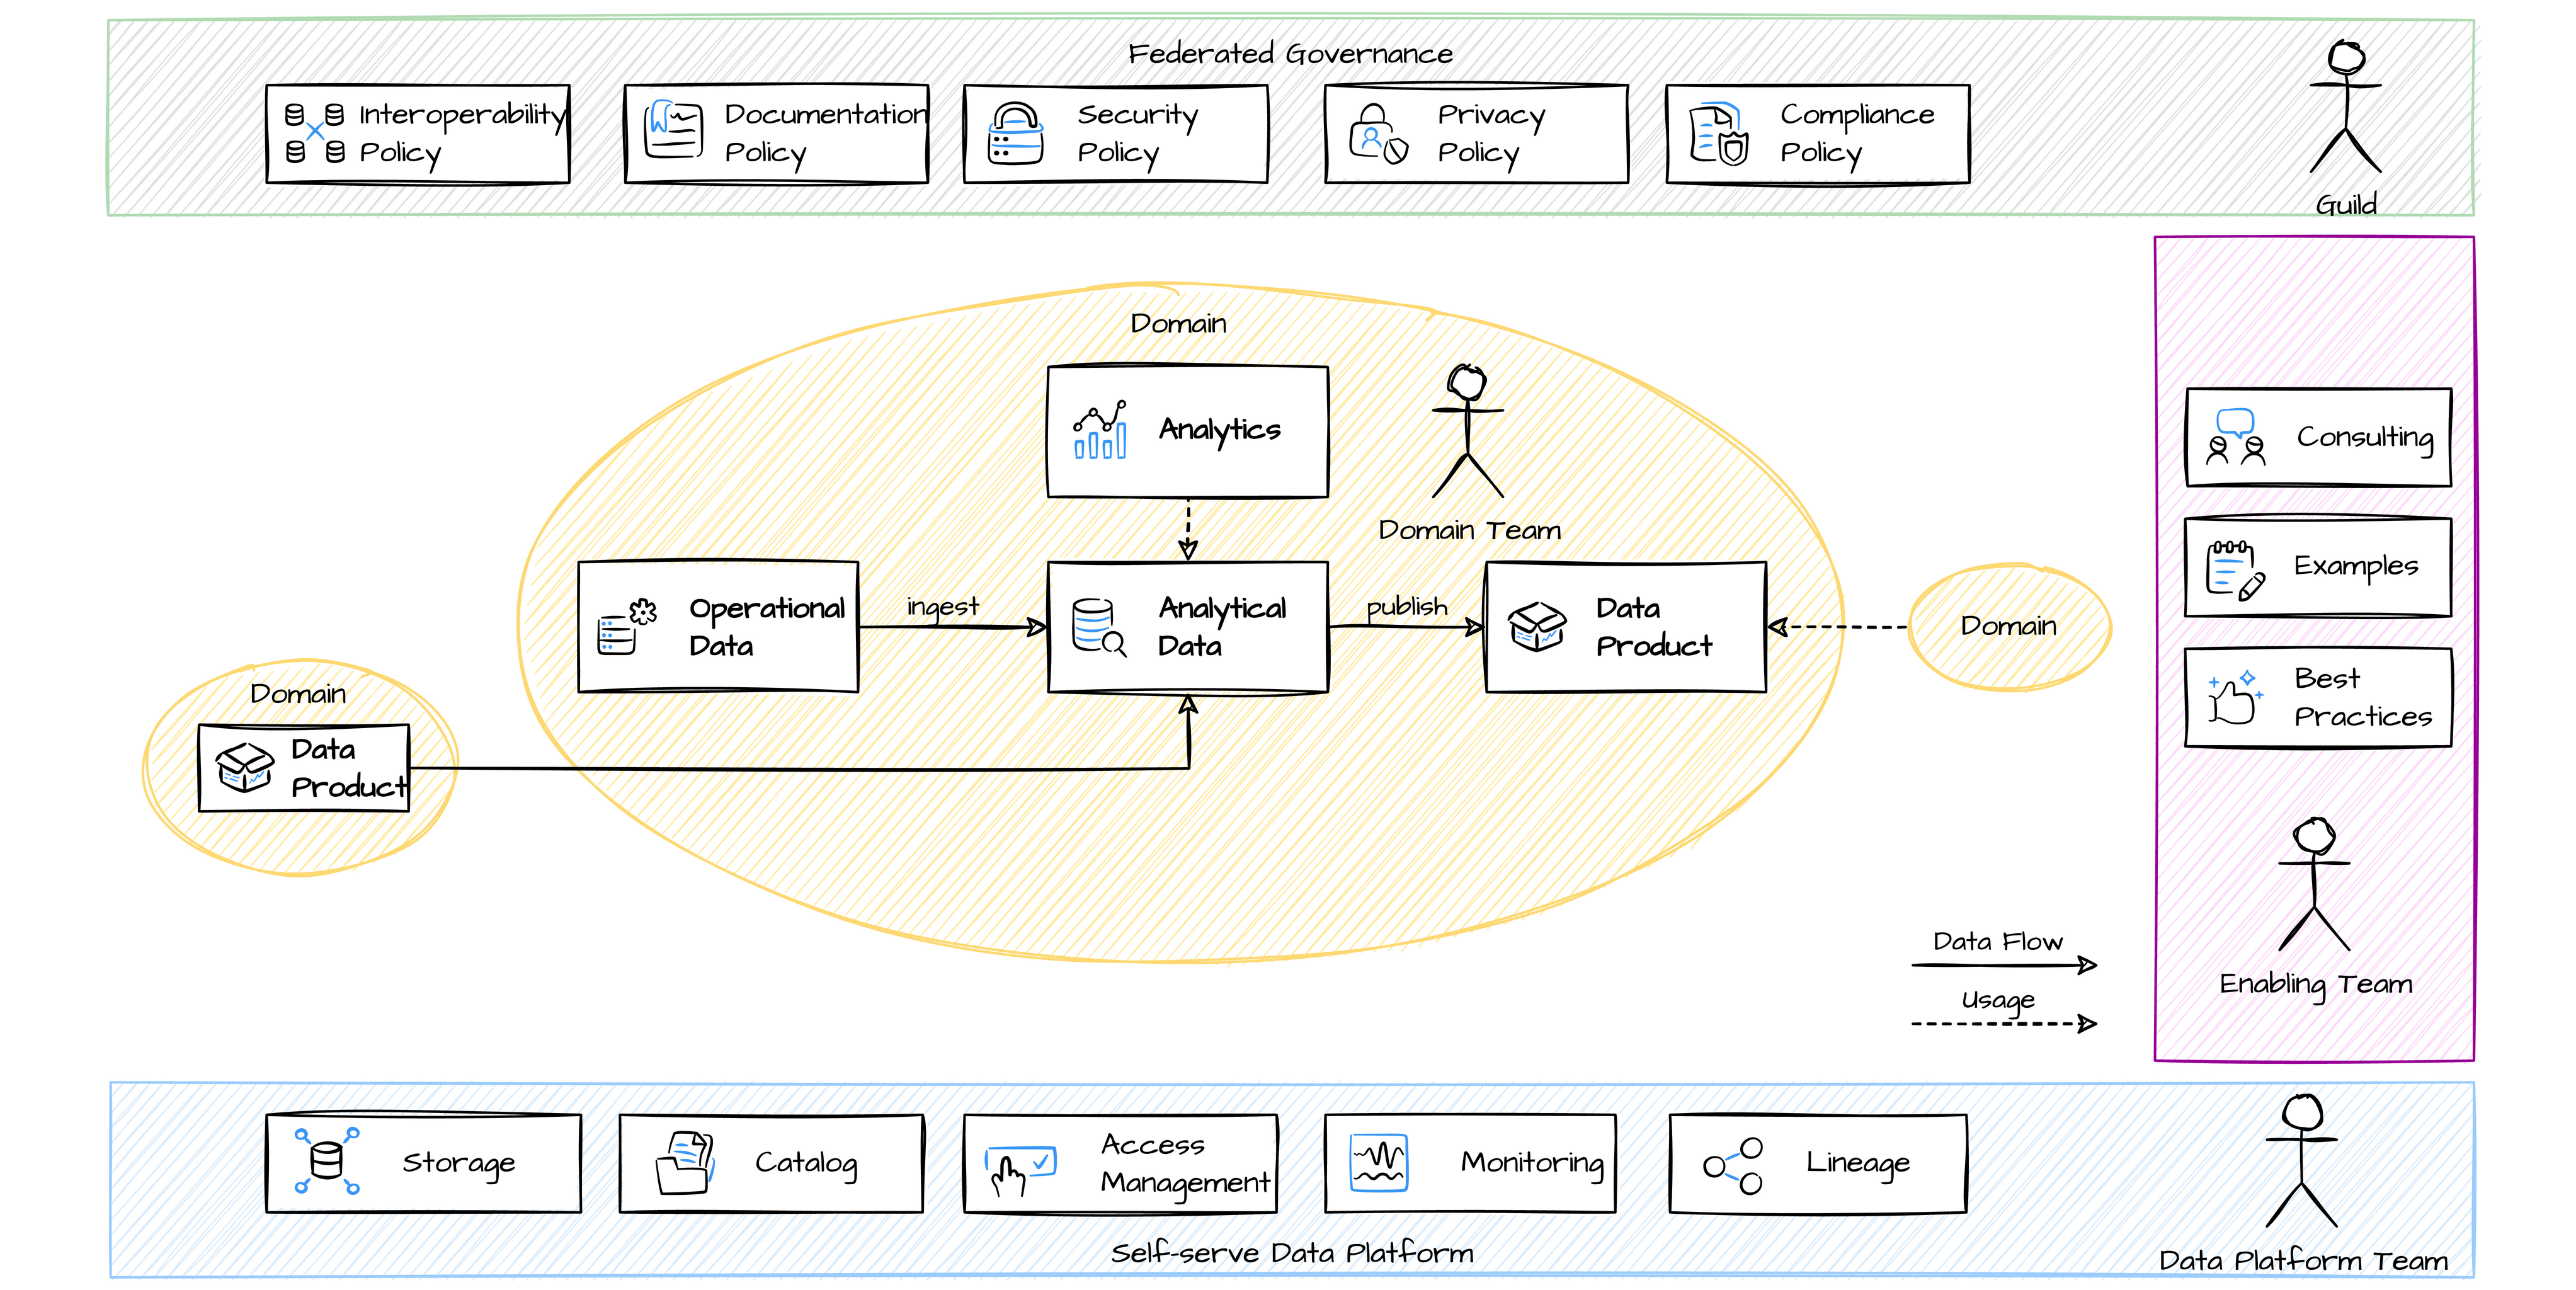 Federated Governance
Interoperability
Policy
Documentation
Policy
Security
Policy
Privacy
Policy
Compliance
Policy
Guild
Domain
Analytics
Domain Team
Operational
Data
ingest
Analytical
Data
publish
Data
Product
Domain
Domain
Data
Product
Consulting
Examples
Best
Practices
Enabling Team
Data Flow
Usage
Storage
Catalog
Access
Management
Monitoring
Lineage
Self-serve Data Platform
Data Platform Team